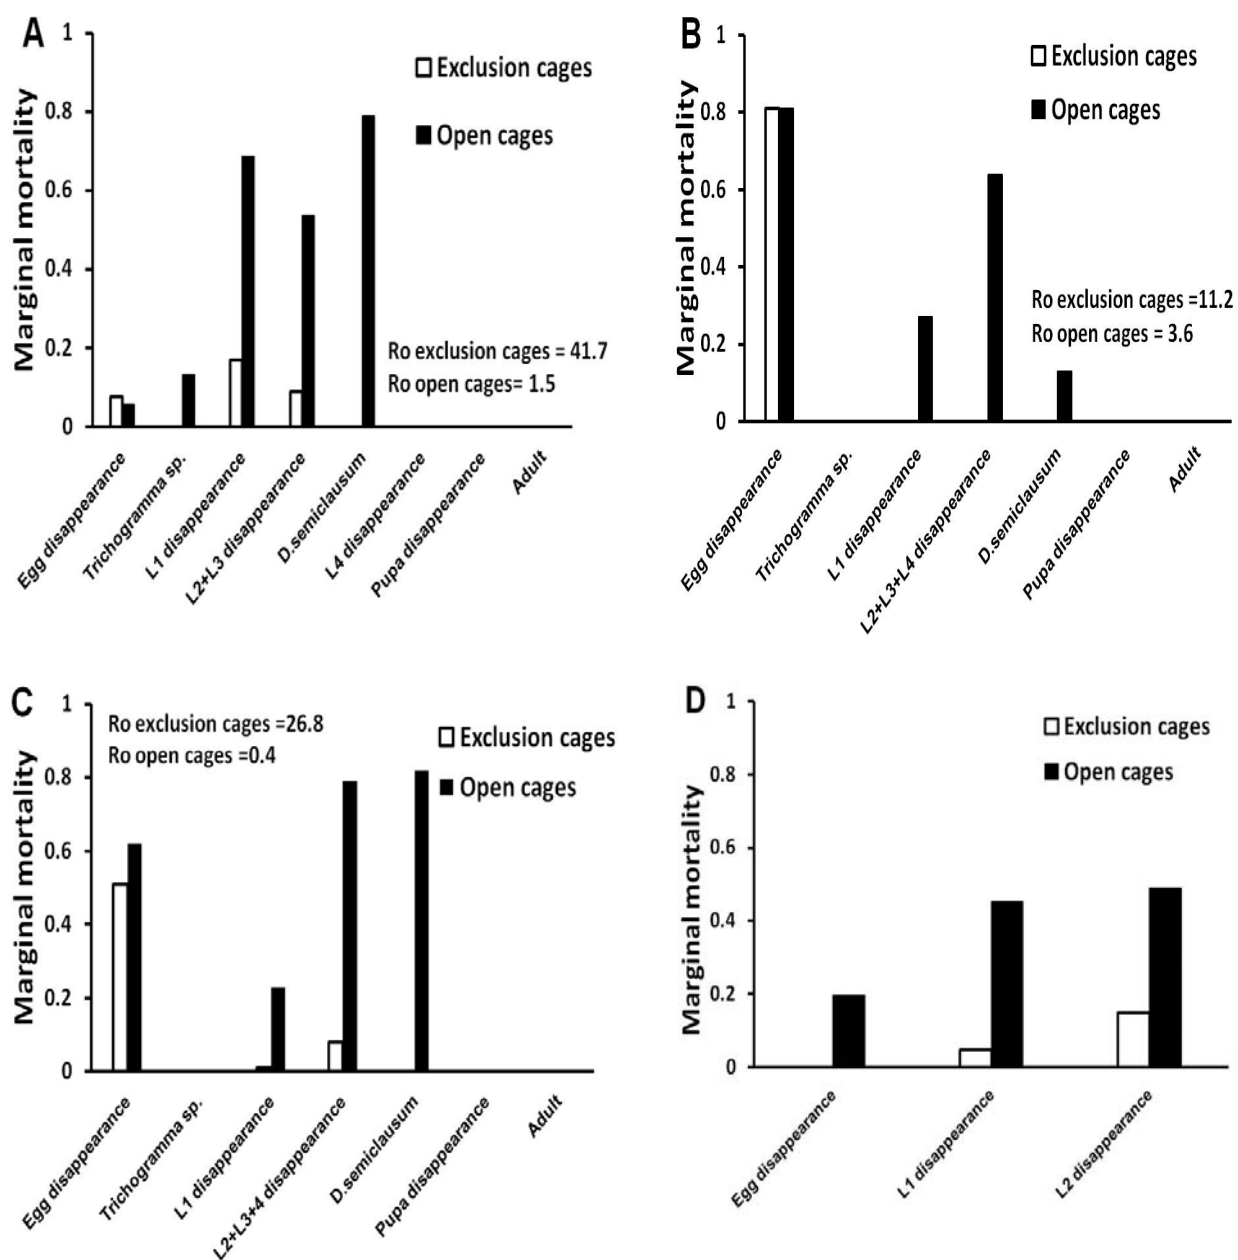 A
1
0.8
0.6
0.4
0.2
0
Marginal mortality
Exclusion cages
Open cages
Ro exclusion cages = 41.7
Ro open cages= 1.5
Egg disappearance
Trichogramma sp.
L1 disappearance
L2+L3 disappearance
D.semiclausum
L4 disappearance
Pupa disappearance
Adult
B
1
0.8
0.6
0.4
0.2
0
Marginal mortality
Exclusion cages
Open cages
Ro exclusion cages =11.2
Ro open cages = 3.6
Egg disappearance
Trichogramma sp.
L1 disappearance
L2+L3+L4 disappearance
D.semiclausum
Pupa disappearance
Adult
C
1
0.8
0.6
0.4
0.2
0
Marginal mortality
Ro exclusion cages =26.8
Ro open cages =0.4
Exclusion cages
Open cages
Egg disappearance
Trichogramma sp.
L1 disappearance
L2+L3+4 disappearance
D.semiclausum
Pupa disappearance
Adult
D
1
0.8
0.6
0.4
0.2
0
Marginal mortality
Exclusion cages
Open cages
Egg disappearance
L1 disappearance
L2 disappearance